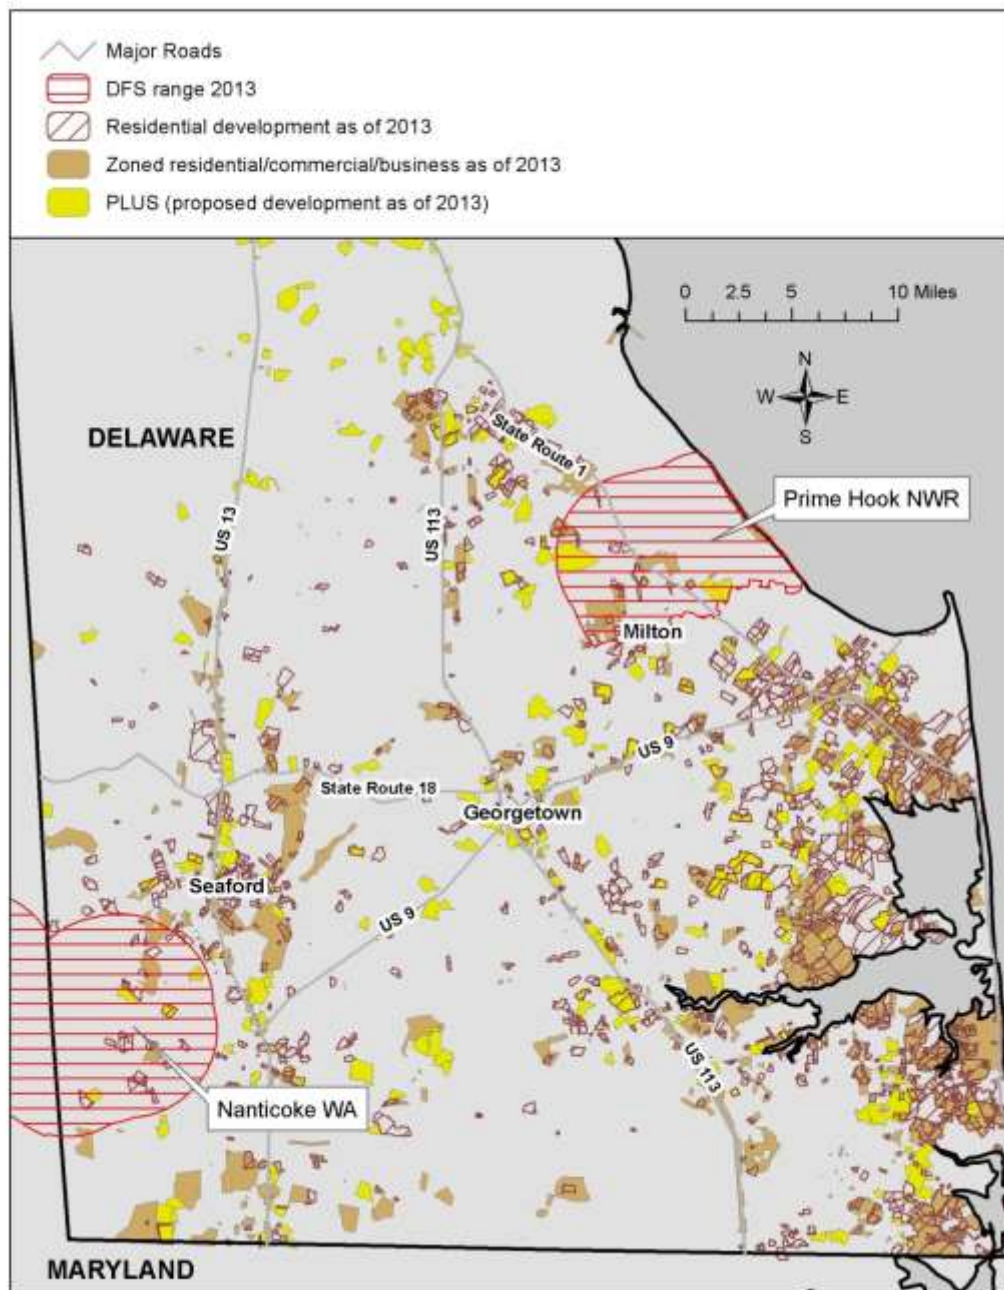 Major Roads
DFS range 2013
Residential development as of 2013
Zoned residential/commercial/business as of 2013
PLUS (proposed development as of 2013)
0 2.5 5 10 Miles
N
W E
S
DELAWARE
State Route 1
Prime Hook NWR
US 13
US 113
Milton
US 9
State Route 18
Georgetown
Seaford
US 9
US 113
Nanticoke WA
MARYLAND